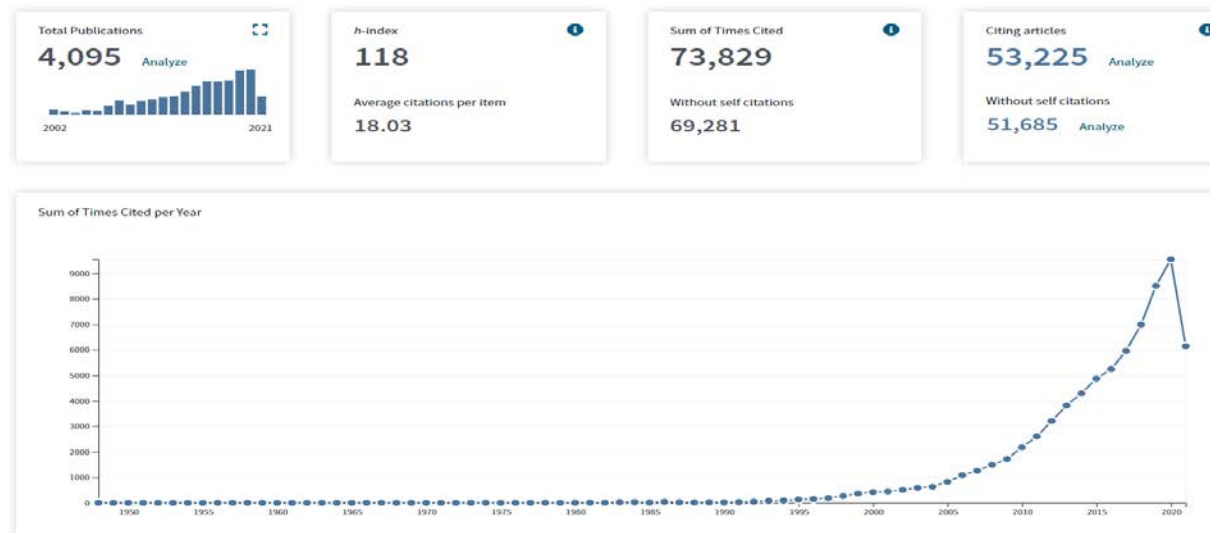 Total Publications
4,095 Analyze
2002 2021
h-index
118
Average citations per item
18.03
Sum of Times Cited
73,829
Without self citations
69,281
Citing articles
53,225 Analyze
Without self citations
51,685 Analyze
Sum of Times Cited per Year
9000
8000
7000
6000
5000
4000
3000
2000
1000
0
1950 1955 1960 1965 1970 1975 1980 1985 1990 1995 2000 2005 2010 2015 2020